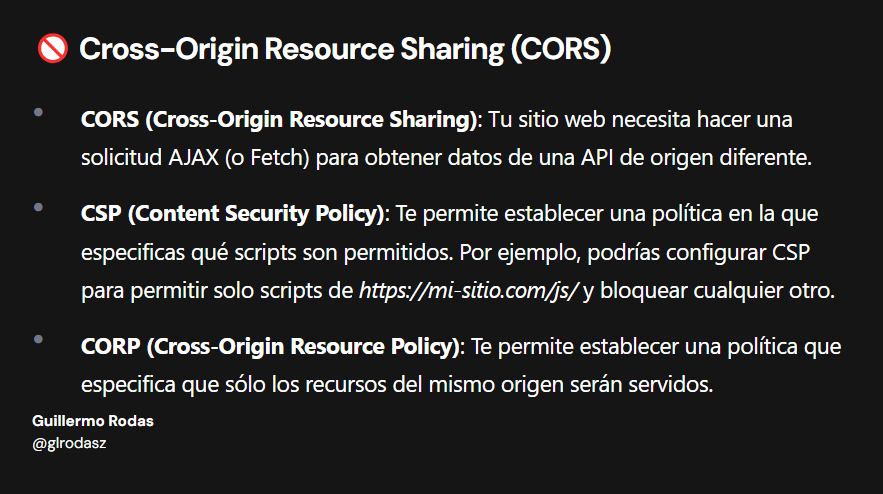 🚫 Cross-Origin Resource Sharing (CORS)
• CORS (Cross-Origin Resource Sharing): Tu sitio web necesita hacer una
solicitud AJAX (o Fetch) para obtener datos de una API de origen diferente.
• CSP (Content Security Policy): Te permite establecer una política en la que
especificas qué scripts son permitidos. Por ejemplo, podrías configurar CSP
para permitir solo scripts de https://mi-sitio.com/js/ y bloquear cualquier otro.
• CORP (Cross-Origin Resource Policy): Te permite establecer una política que
especifica que sólo los recursos del mismo origen serán servidos.
Guillermo Rodas
@glrodasz